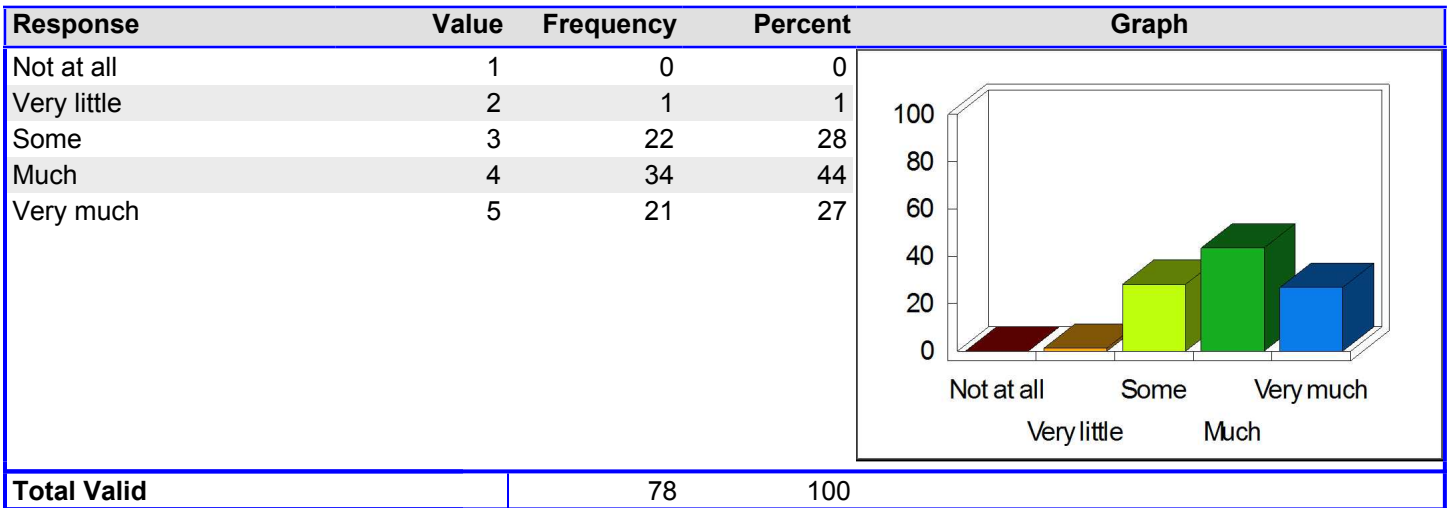 Response Value Frequency Percent Graph
Not at all 1 0 0
Very little 2 1 1
Some 3 22 28
Much 4 34 44
Very much 5 21 27
100
80
60
40
20
0
Not at all Some Very much
Very little Much
Total Valid 78 100